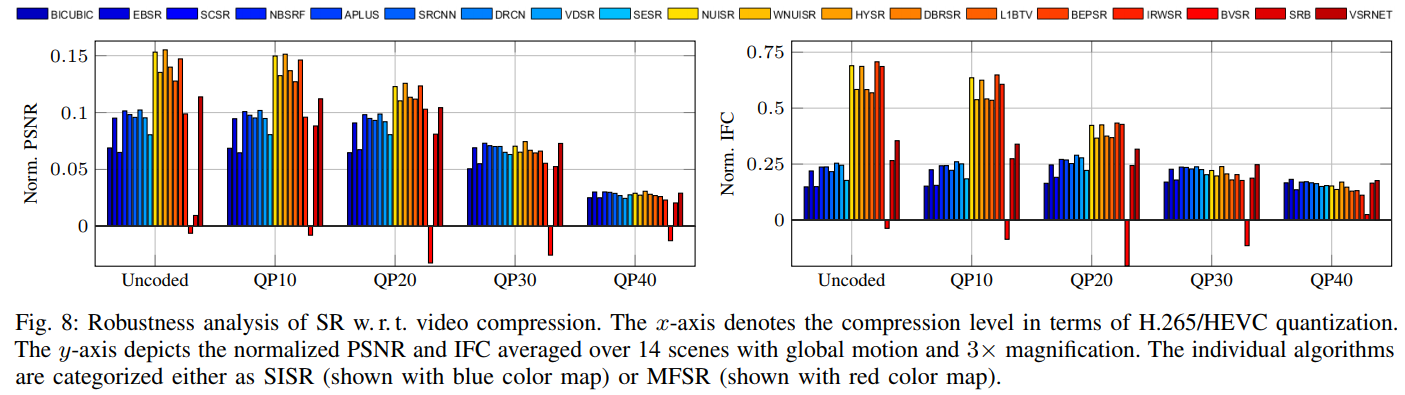 BICUBIC EBSR SCSR NBSRF APLUS SRCNN DRCN VDSR SESR NUISR WNUISR HYSR DBRSR L1BTV BEPSR IRWSR BVSR SRB VSRNET
0.15
0.1
0.05
0
Norm. PSNR
Uncoded QP10 QP20 QP30 QP40
0.75
0.5
0.25
0
Norm. IFC
Uncoded QP10 QP20 QP30 QP40
Fig. 8: Robustness analysis of SR w. r. t. video compression. The x-axis denotes the compression level in terms of H.265/HEVC quantization.
The y-axis depicts the normalized PSNR and IFC averaged over 14 scenes with global motion and 3× magnification. The individual algorithms
are categorized either as SISR (shown with blue color map) or MFSR (shown with red color map).